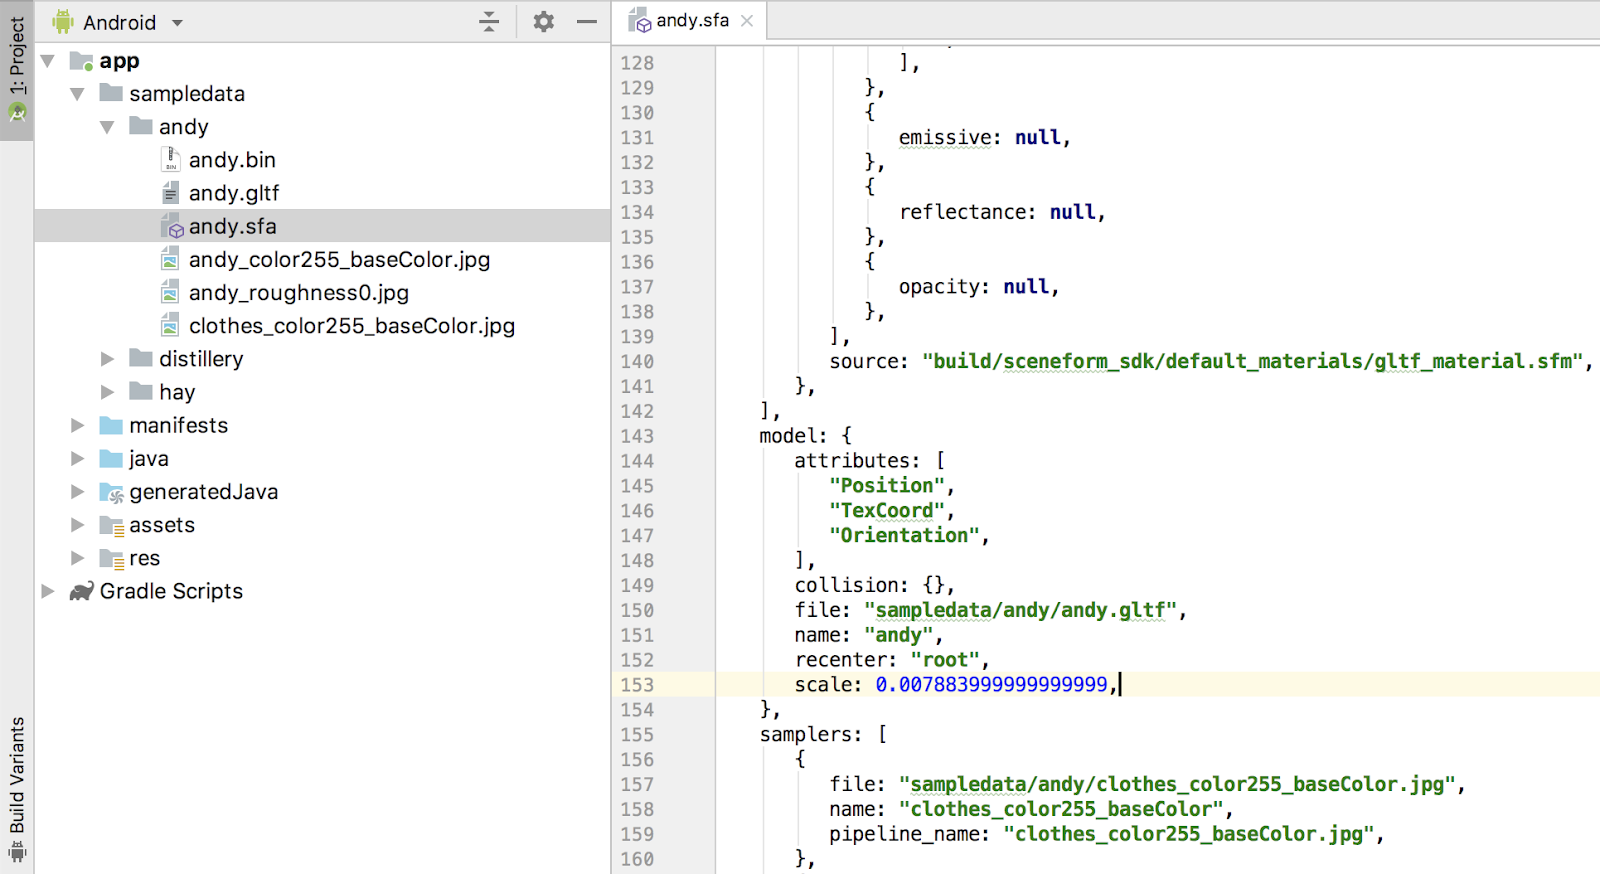 1: Project
Build Variants
Android
app
sampledata
andy
andy.bin
andy.gltf
andy.sfa
andy_color255_baseColor.jpg
andy_roughness0.jpg
clothes_color255_baseColor.jpg
distillery
hay
manifests
java
generatedJava
assets
res
Gradle Scripts
andy.sfa
128 ],
129 },
130 {
131 emissive: null,
132 },
133 {
134 reflectance: null,
135 },
136 {
137 opacity: null,
138 },
139 ],
140 source: "build/sceneform_sdk/default_materials/gltf_material.sfm",
141 },
142 ],
143 model: {
144 attributes: [
145 "Position",
146 "TexCoord",
147 "Orientation",
148 ],
149 collision: {},
150 file: "sampledata/andy/andy.gltf",
151 name: "andy",
152 recenter: "root",
153 scale: 0.007883999999999999,
154 },
155 samplers: [
156 {
157 file: "sampledata/andy/clothes_color255_baseColor.jpg",
158 name: "clothes_color255_baseColor",
159 pipeline_name: "clothes_color255_baseColor.jpg",
160 },